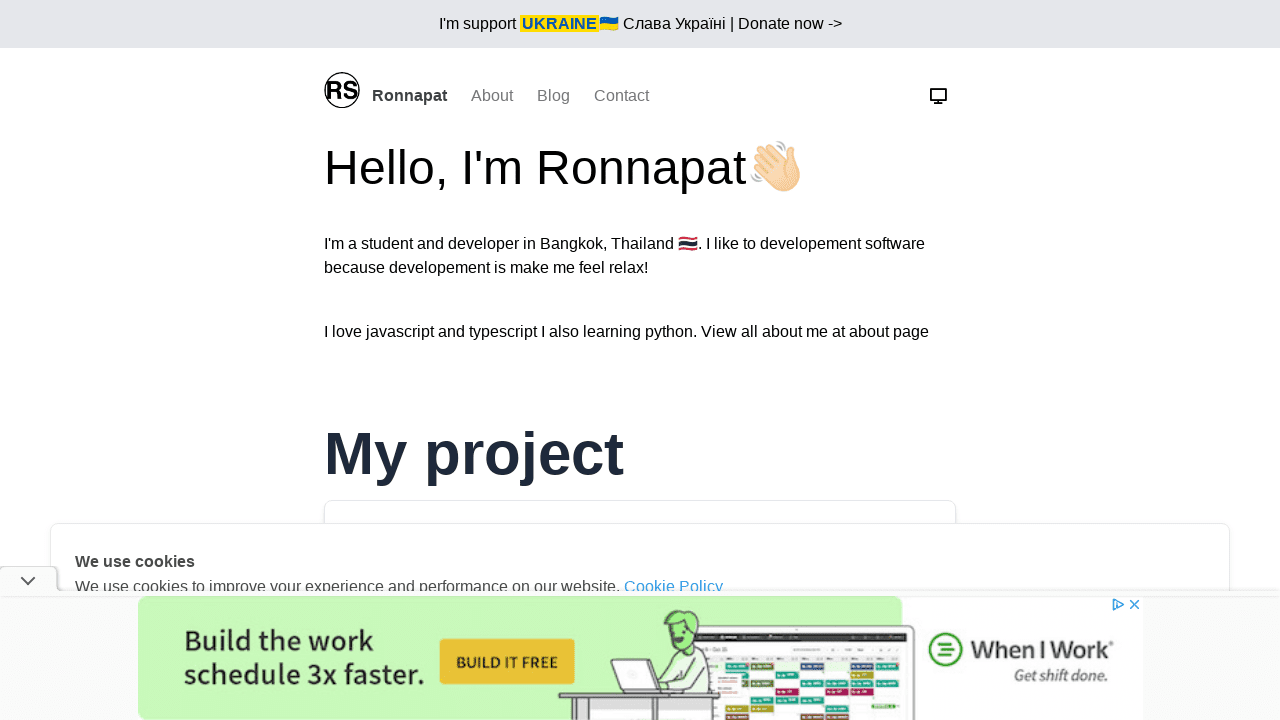 I'm support UKRAINE🇺🇦 Слава Україні | Donate now ->
RS Ronnapat About Blog Contact
Hello, I'm Ronnapat👋🏻
I'm a student and developer in Bangkok, Thailand 🇹🇭. I like to developement software
because developement is make me feel relax!
I love javascript and typescript I also learning python. View all about me at about page
My project
We use cookies
We use cookies to improve your experience and performance on our website. Cookie Policy
Build the work
schedule 3x faster.
BUILD IT FREE
When I Work®
Get shift done.